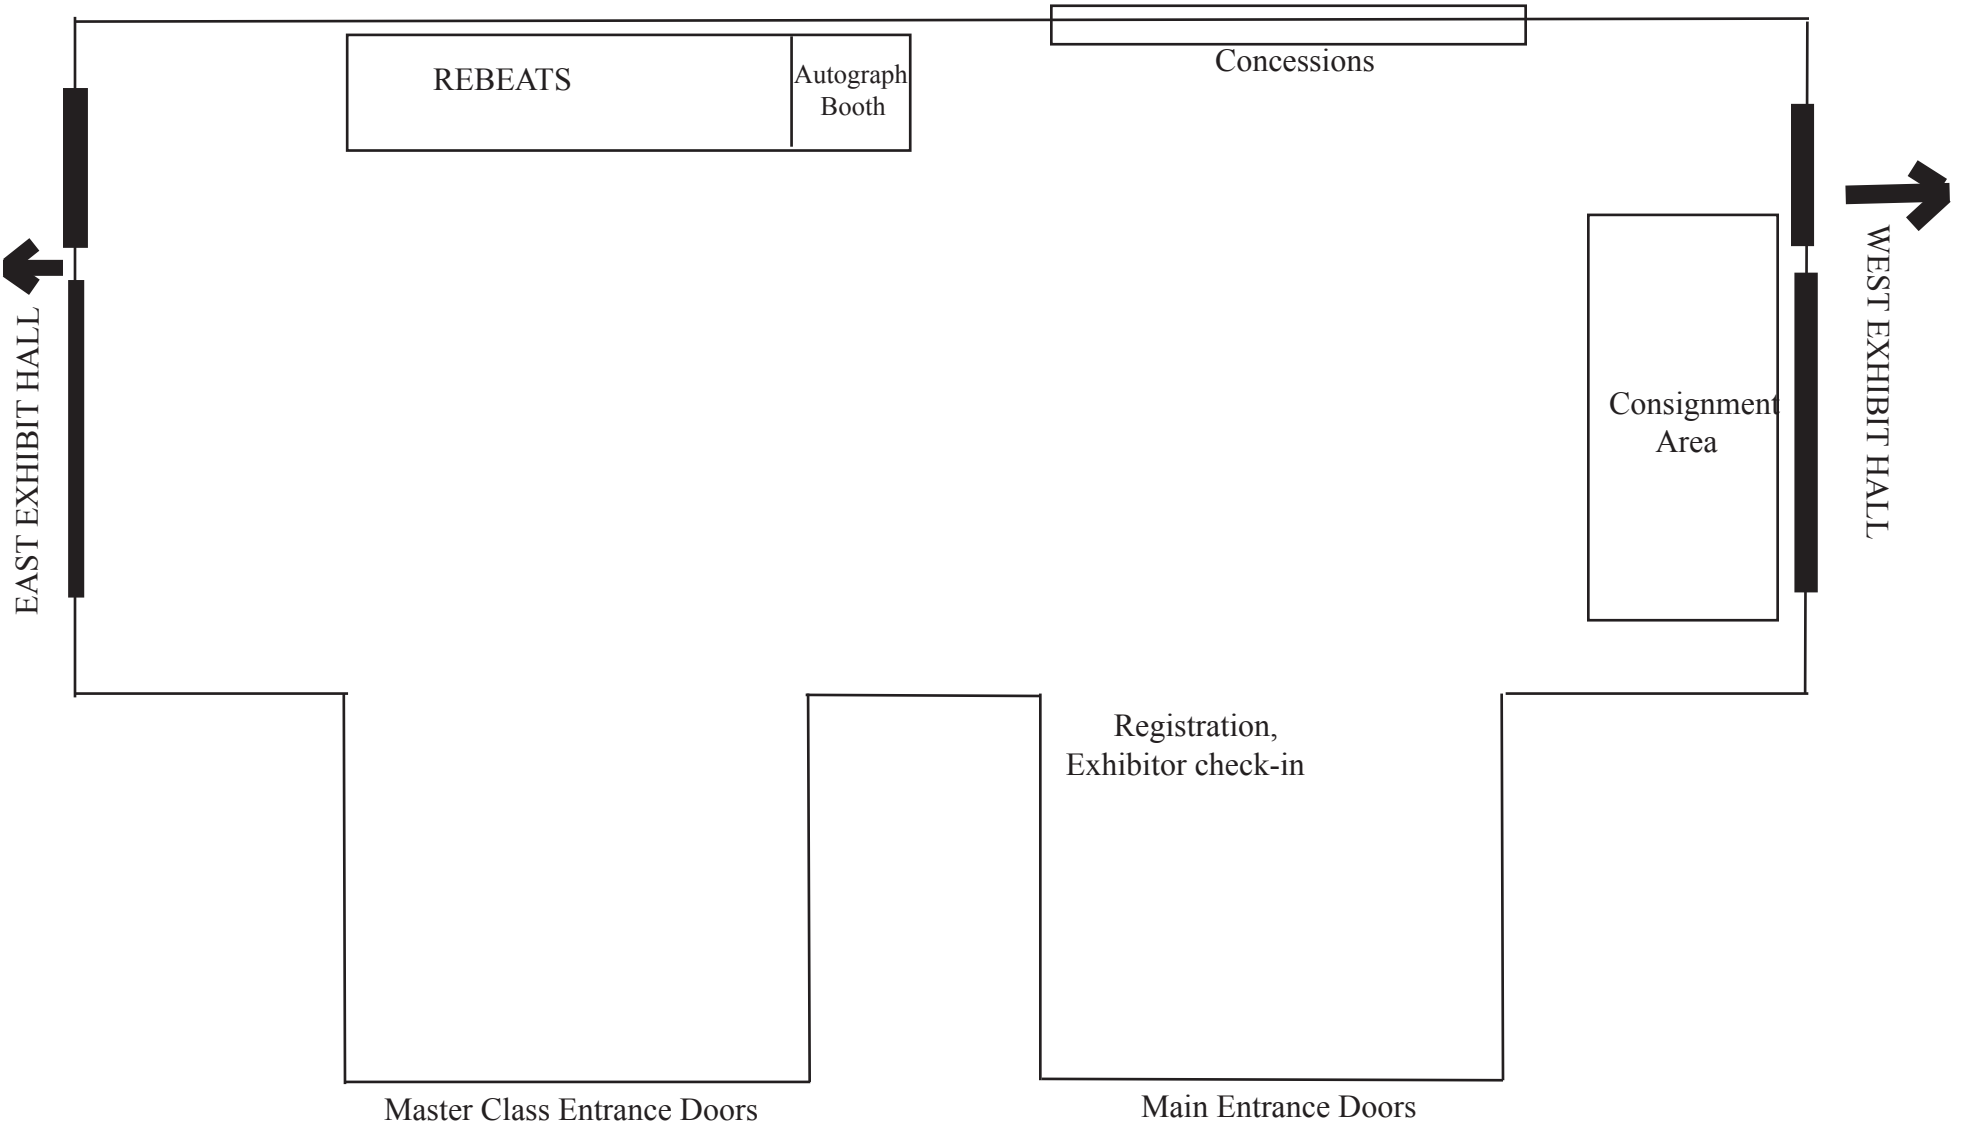 REBEATS
Autograph
Booth
Concessions
EAST EXHIBIT HALL
WEST EXHIBIT HALL
Consignment
Area
Registration,
Exhibitor check-in
Master Class Entrance Doors
Main Entrance Doors